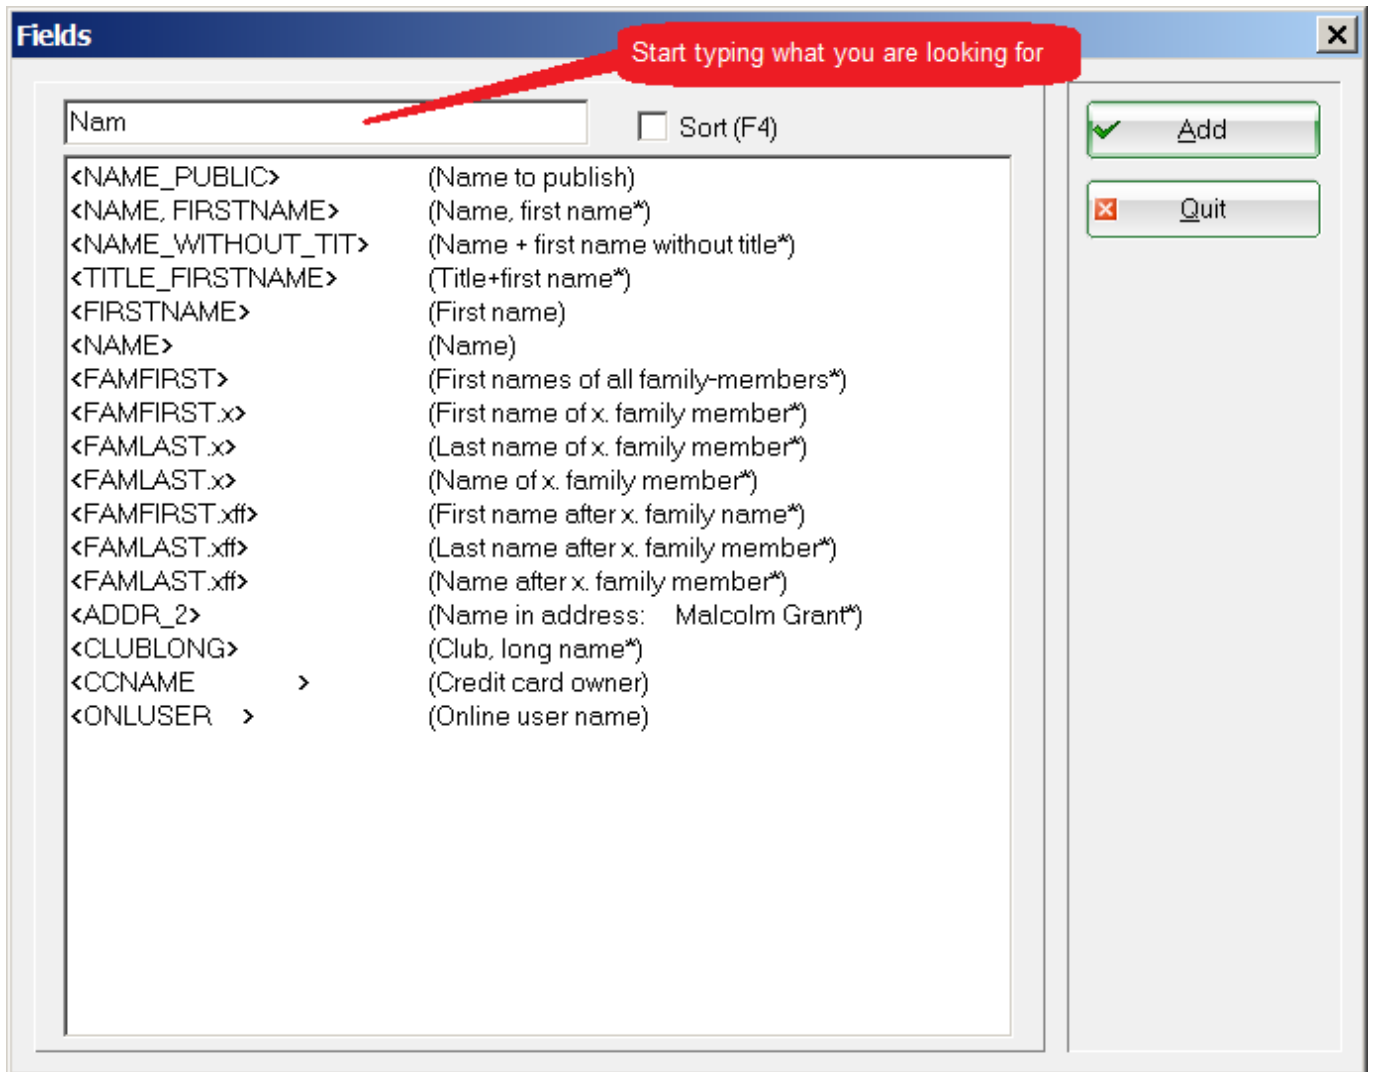 Fields
Start typing what you are looking for
Nam
Sort (F4)
Add
Quit
<NAME_PUBLIC> (Name to publish)
<NAME, FIRSTNAME> (Name, first name*)
<NAME_WITHOUT_TIT> (Name + first name without title*)
<TITLE_FIRSTNAME> (Title+first name*)
<FIRSTNAME> (First name)
<NAME> (Name)
<FAMFIRST> (First names of all family-members*)
<FAMFIRST.x> (First name of x. family member*)
<FAMLAST.x> (Last name of x. family member*)
<FAMLAST.x> (Name of x. family member*)
<FAMFIRST.xff> (First name after x. family name*)
<FAMLAST.xff> (Last name after x. family member*)
<FAMLAST.xff> (Name after x. family member*)
<ADDR_2> (Name in address: Malcolm Grant*)
<CLUBLONG> (Club, long name*)
<CCNAME > (Credit card owner)
<ONLUSER > (Online user name)